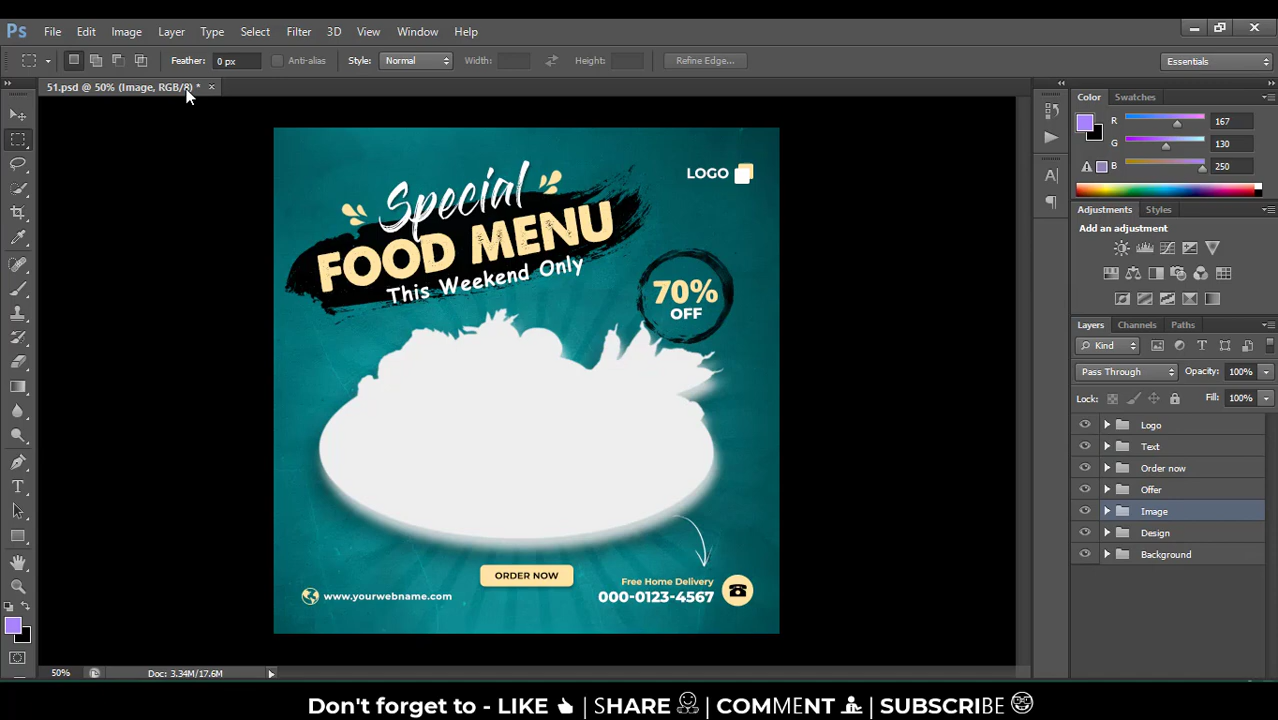 Ps File Edit Image Layer Type Select Filter 3D View Window Help
Feather: 0 px Anti-alias Style: Normal Width: Height: Refine Edge... Essentials
51.psd @ 50% (Image, RGB/8) * ×
Color Swatches
R 167
G 130
B 250
Adjustments Styles
Add an adjustment
Layers Channels Paths
Kind
Pass Through Opacity: 100%
Lock: Fill: 100%
Logo
Text
Order now
Offer
Image
Design
Background
LOGO
Special
FOOD MENU
This Weekend Only
70%
OFF
ORDER NOW
Free Home Delivery
000-0123-4567
www.yourwebname.com
50% Doc: 3.34M/17.6M
Don't forget to - LIKE | SHARE | COMMENT | SUBSCRIBE